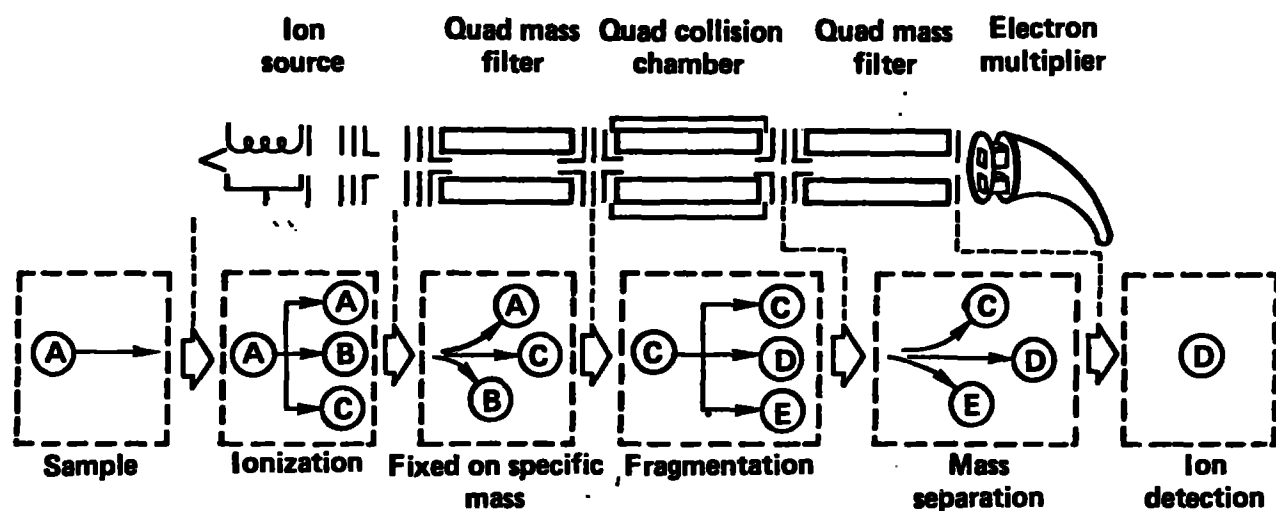 Ion
source
Quad mass
filter
Quad collision
chamber
Quad mass
filter
Electron
multiplier
A
A
A
B
C
A
C
B
C
C
D
E
C
D
E
D
Sample
Ionization
Fixed on specific
mass
Fragmentation
Mass
separation
Ion
detection